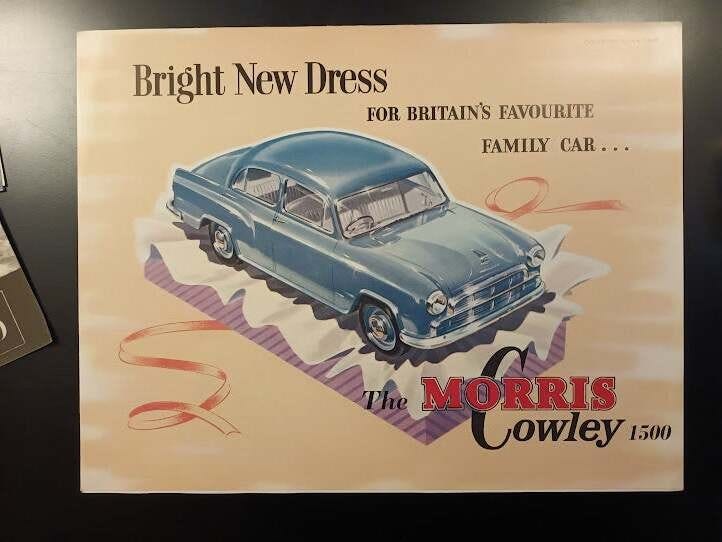 Bright New Dress
FOR BRITAIN'S FAVOURITE
FAMILY CAR...
The MORRIS
Cowley 1500